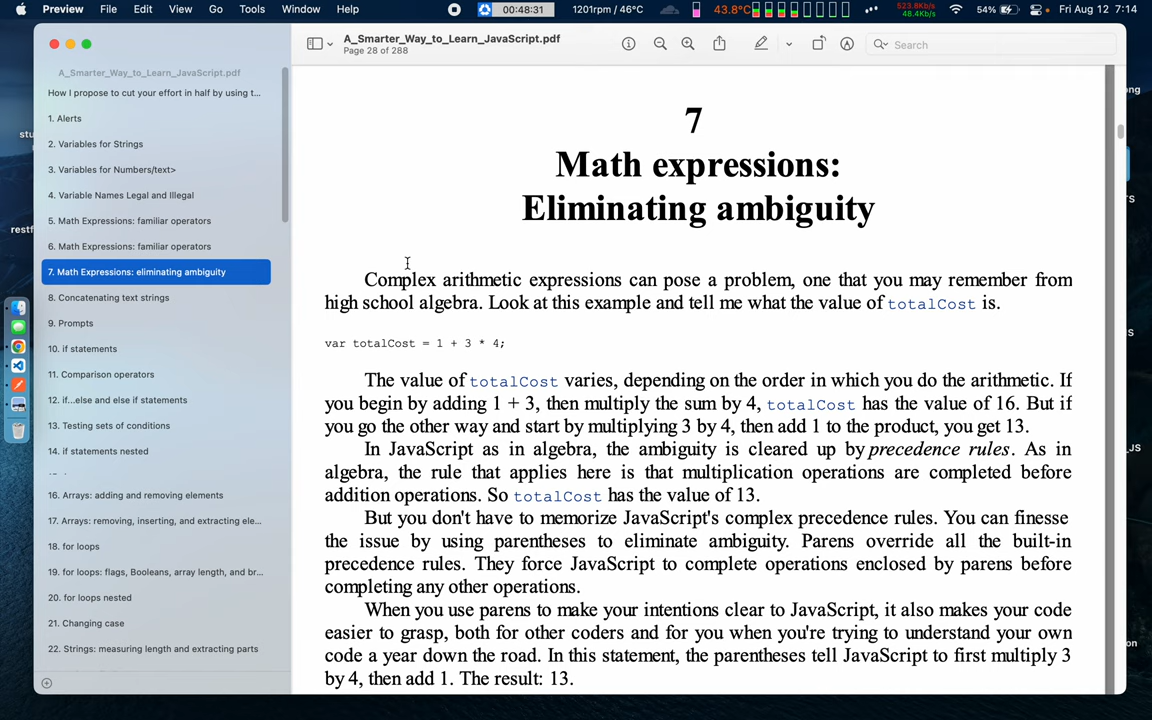 Preview File Edit View Go Tools Window Help 00:48:31 1201rpm / 46°C 43.8°C 523.8Kb/s 48.4Kb/s 54% Fri Aug 12 7:14
A_Smarter_Way_to_Learn_JavaScript.pdf
Page 28 of 288
Search
A_Smarter_Way_to_Learn_JavaScript.pdf
How I propose to cut your effort in half by using t...
1. Alerts
2. Variables for Strings
3. Variables for Numbers/text>
4. Variable Names Legal and Illegal
5. Math Expressions: familiar operators
6. Math Expressions: familiar operators
7. Math Expressions: eliminating ambiguity
8. Concatenating text strings
9. Prompts
10. if statements
11. Comparison operators
12. if...else and else if statements
13. Testing sets of conditions
14. if statements nested
16. Arrays: adding and removing elements
17. Arrays: removing, inserting, and extracting ele...
18. for loops
19. for loops: flags, Booleans, array length, and br...
20. for loops nested
21. Changing case
22. Strings: measuring length and extracting parts
7
Math expressions:
Eliminating ambiguity
Complex arithmetic expressions can pose a problem, one that you may remember from
high school algebra. Look at this example and tell me what the value of totalCost is.
var totalCost = 1 + 3 * 4;
The value of totalCost varies, depending on the order in which you do the arithmetic. If
you begin by adding 1 + 3, then multiply the sum by 4, totalCost has the value of 16. But if
you go the other way and start by multiplying 3 by 4, then add 1 to the product, you get 13.
In JavaScript as in algebra, the ambiguity is cleared up by precedence rules. As in
algebra, the rule that applies here is that multiplication operations are completed before
addition operations. So totalCost has the value of 13.
But you don't have to memorize JavaScript's complex precedence rules. You can finesse
the issue by using parentheses to eliminate ambiguity. Parens override all the built-in
precedence rules. They force JavaScript to complete operations enclosed by parens before
completing any other operations.
When you use parens to make your intentions clear to JavaScript, it also makes your code
easier to grasp, both for other coders and for you when you're trying to understand your own
code a year down the road. In this statement, the parentheses tell JavaScript to first multiply 3
by 4, then add 1. The result: 13.